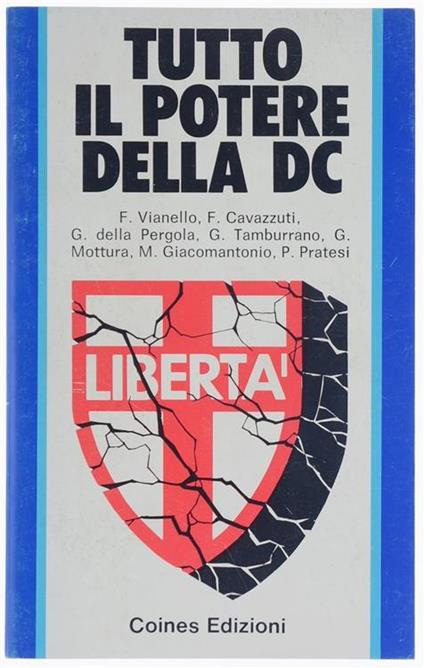 TUTTO
IL POTERE
DELLA DC
F. Vianello, F. Cavazzuti,
G. della Pergola, G. Tamburrano, G.
Mottura, M. Giacomantonio, P. Pratesi
LIBERTA'
Coines Edizioni